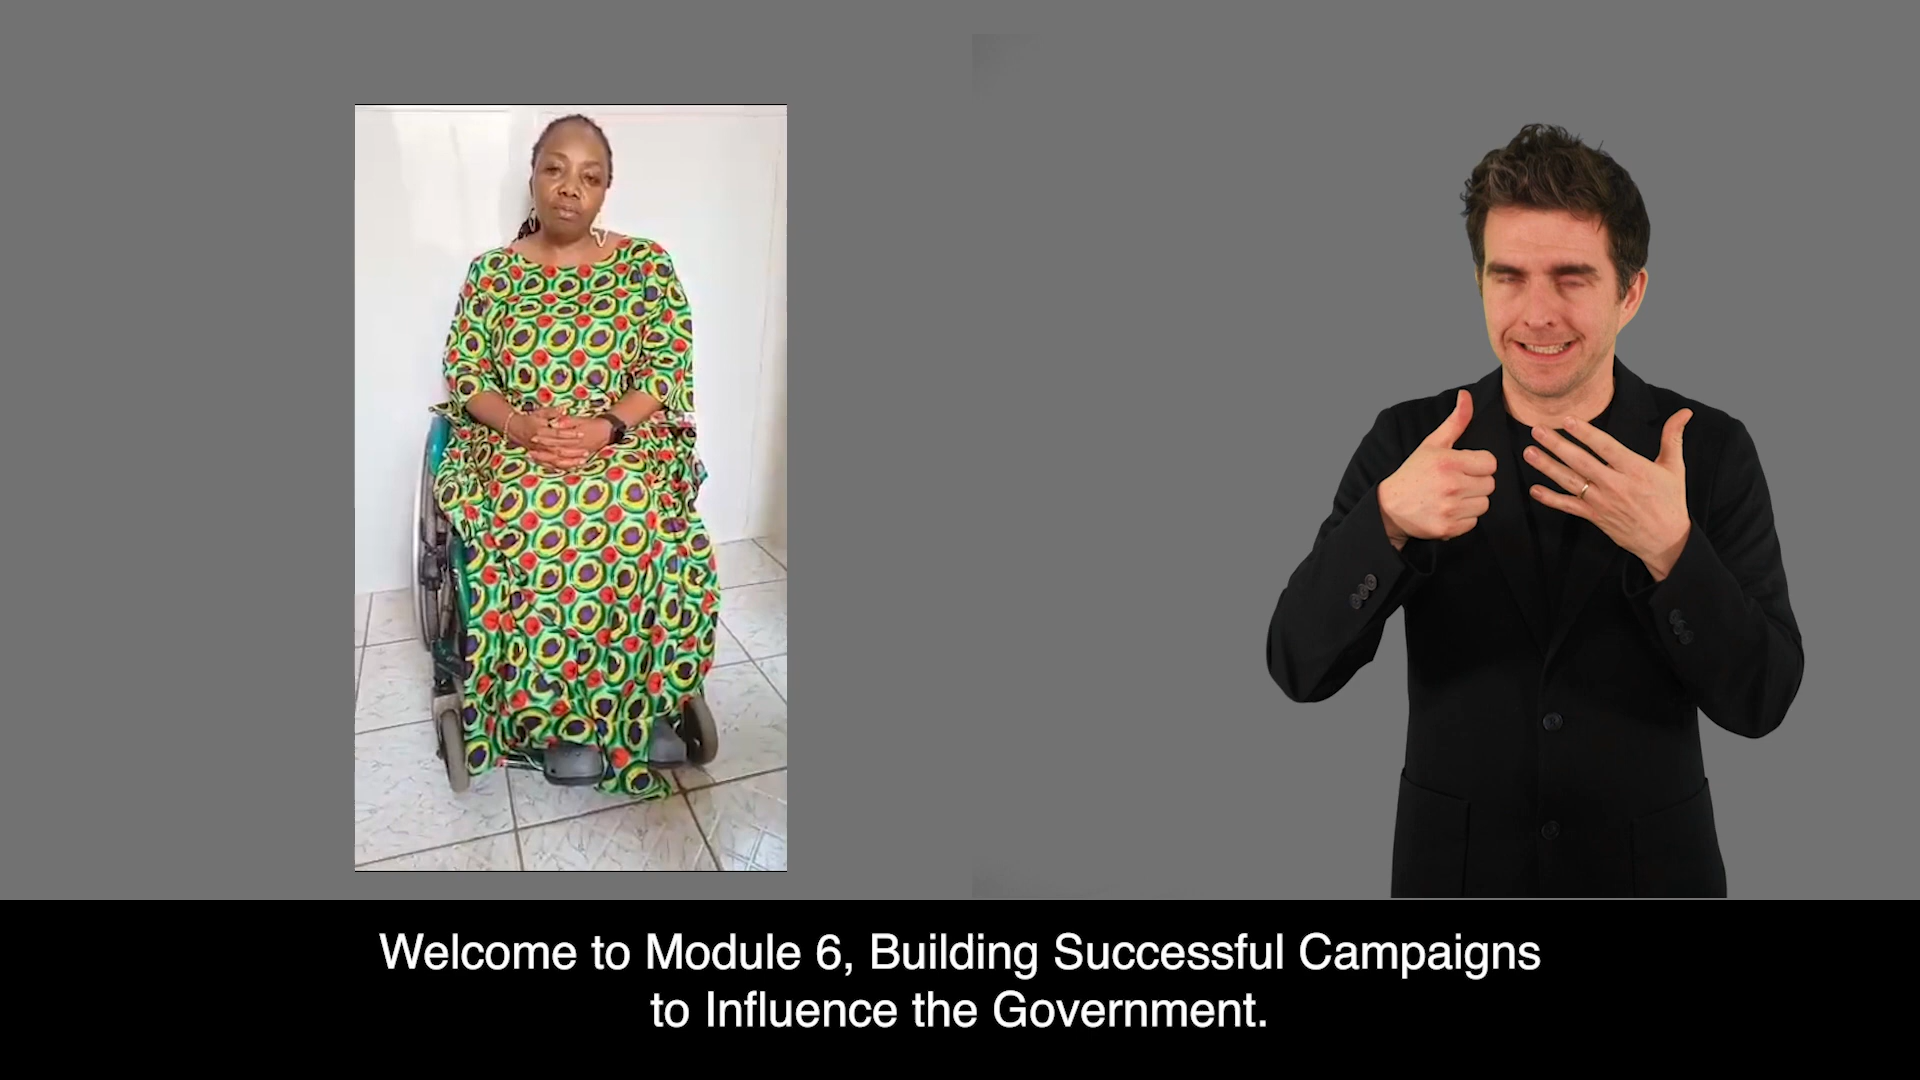 Welcome to Module 6, Building Successful Campaigns
to Influence the Government.